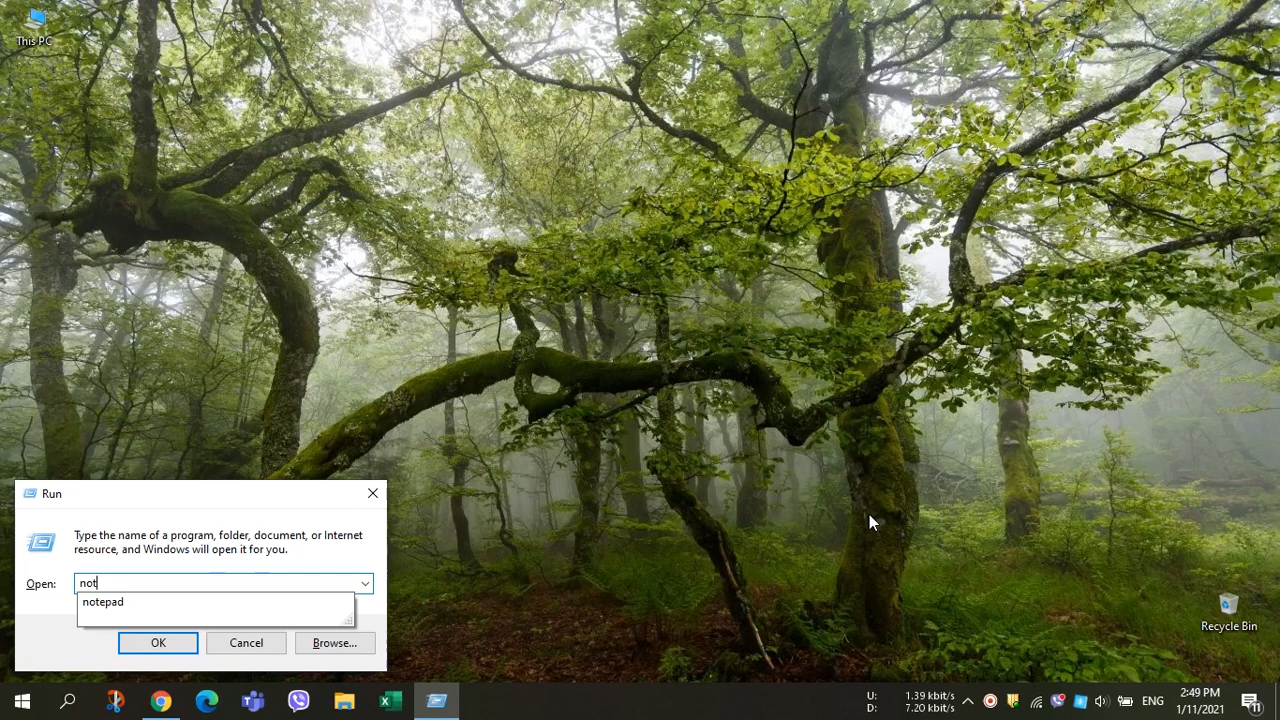 This PC
Run
Type the name of a program, folder, document, or Internet
resource, and Windows will open it for you.
Open:
not
notepad
OK
Cancel
Browse...
Recycle Bin
U: 1.39 kbit/s
D: 7.20 kbit/s
ENG
2:49 PM
1/11/2021
11